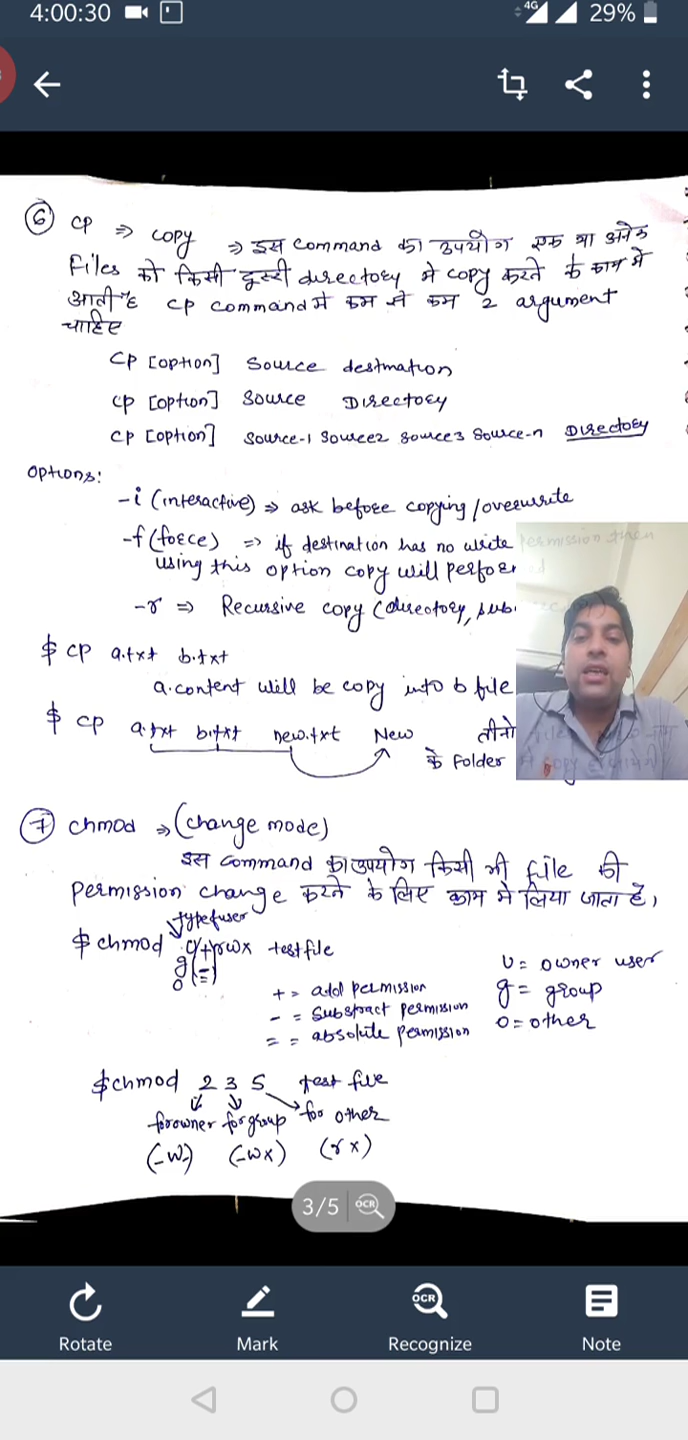 4:00:30 4G 29%
⑥ cp ⇒ copy ⇒ इस command का उपयोग एक या अनेक
Files को किसी दूसरी directory मे copy करने के काम मे
आती है cp command मे कम से कम 2 argument
चाहिए
cp [option] Source destination
cp [option] Source Directory
cp [option] Source-1 Source2 Source3 Source-n Directory
options:
-i (interactive) ⇒ ask before copying / overwrite
-f (force) ⇒ if destination has no write permission then
using this option copy will perfor
-r ⇒ Recursive copy (directory, sub.
$ cp a.txt b.txt
a.content will be copy into b file
$ cp a.txt b.txt new.txt New तीनो
के Folder
⑦ chmod ⇒ (change mode)
इस command का उपयोग किसी भी file की
permission change करने के लिए काम मे लिया जाता है,
type of user
$ chmod u/+rwx testfile
g (-)
o (=)
U = owner user
+ = add permission
g = group
- = Substract permission
o = other
= = absolute permission
$chmod 2 3 5 test file
for owner for group for other
(-w-) (-wx) (r x)
3/5 OCR
Rotate Mark Recognize Note